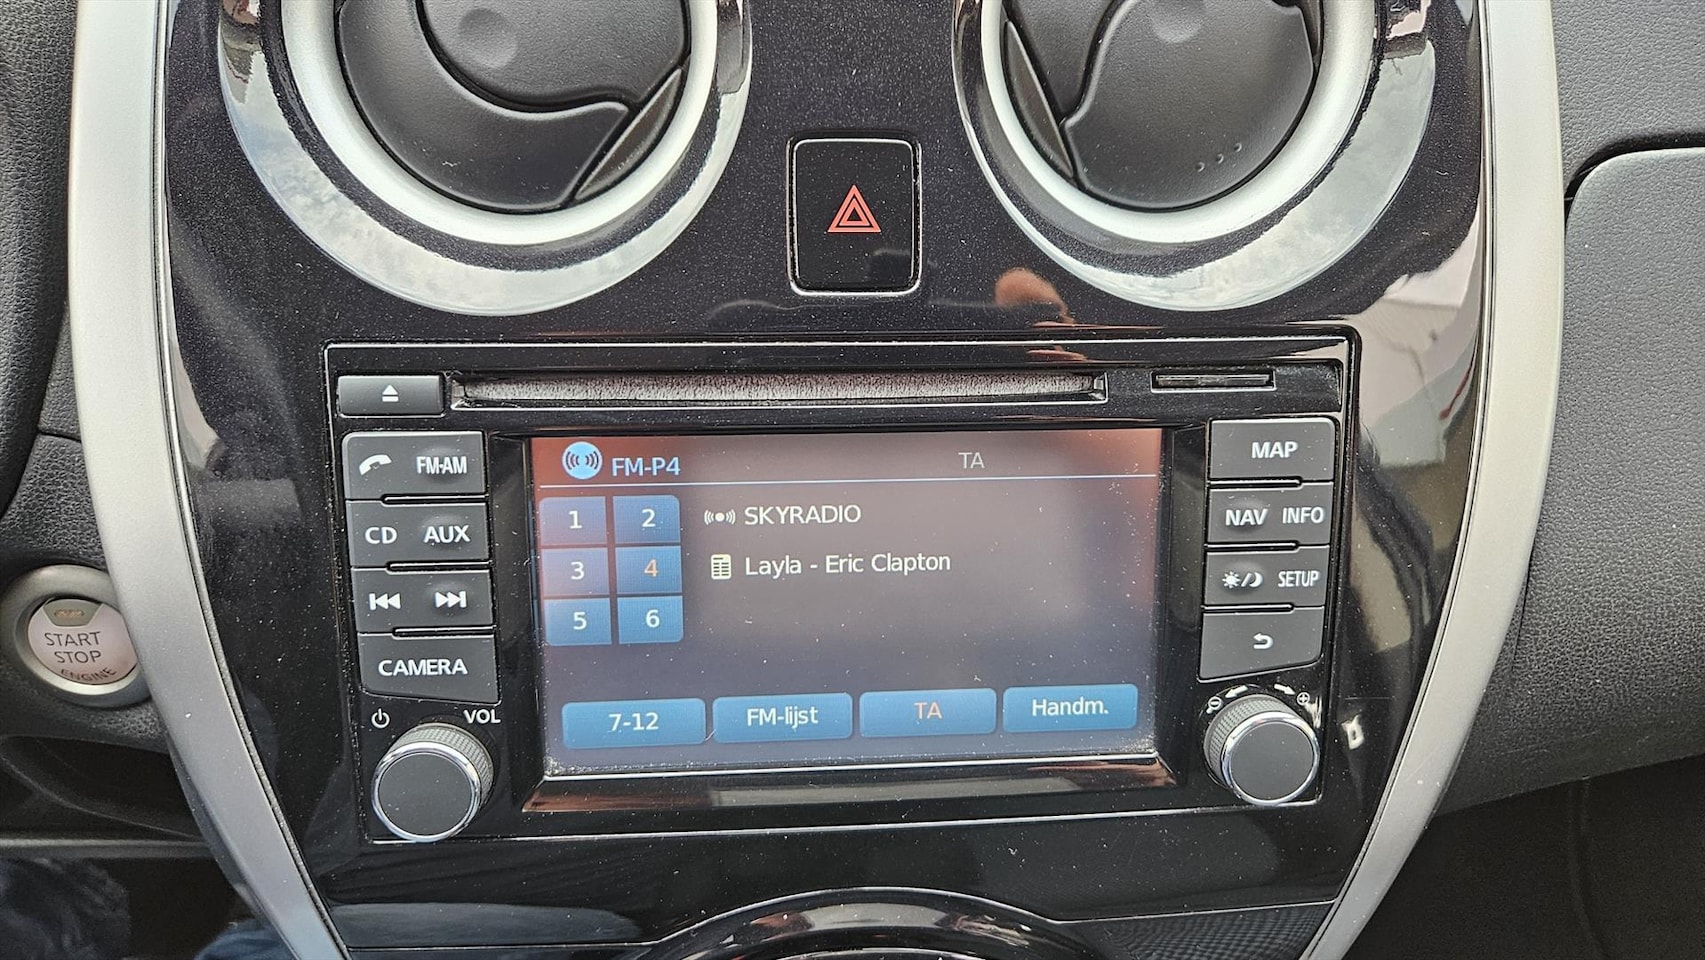 FM-AM
CD AUX
CAMERA
VOL
START
STOP
ENGINE
FM-P4 TA
1 2
3 4
5 6
SKYRADIO
Layla - Eric Clapton
7-12 FM-lijst TA Handm.
MAP
NAV INFO
SETUP